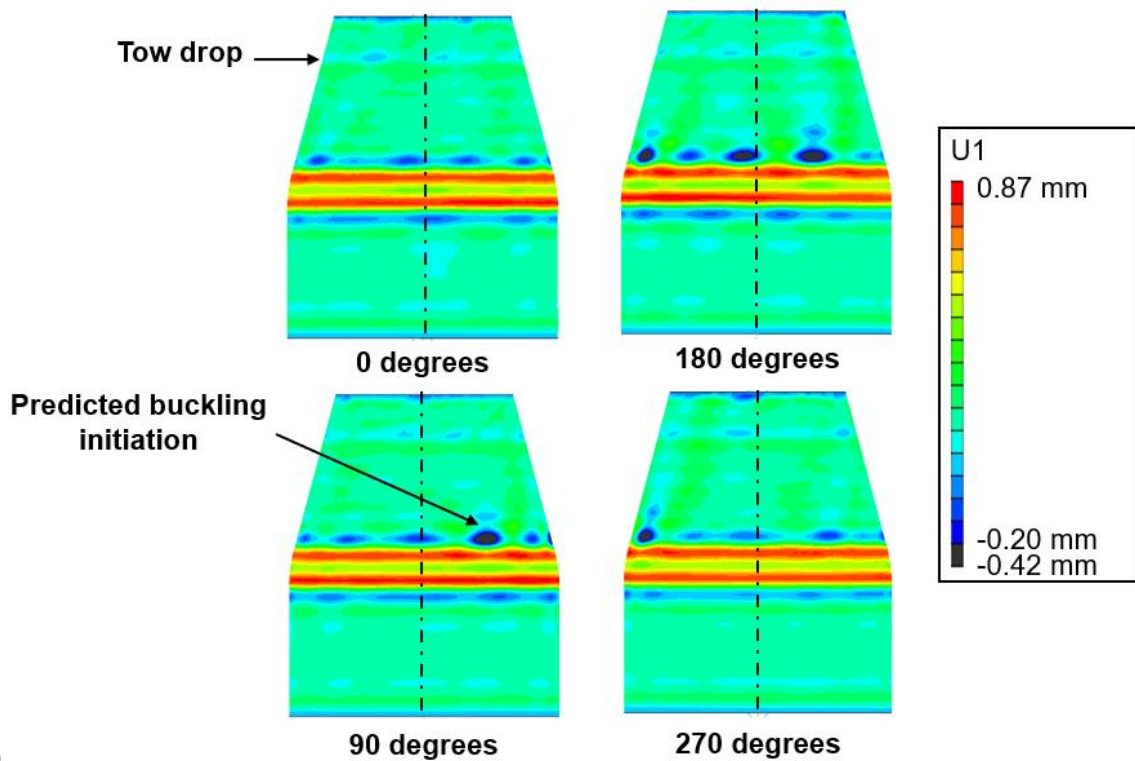 Tow drop
U1
0.87 mm
-0.20 mm
-0.42 mm
0 degrees
180 degrees
Predicted buckling
initiation
90 degrees
270 degrees